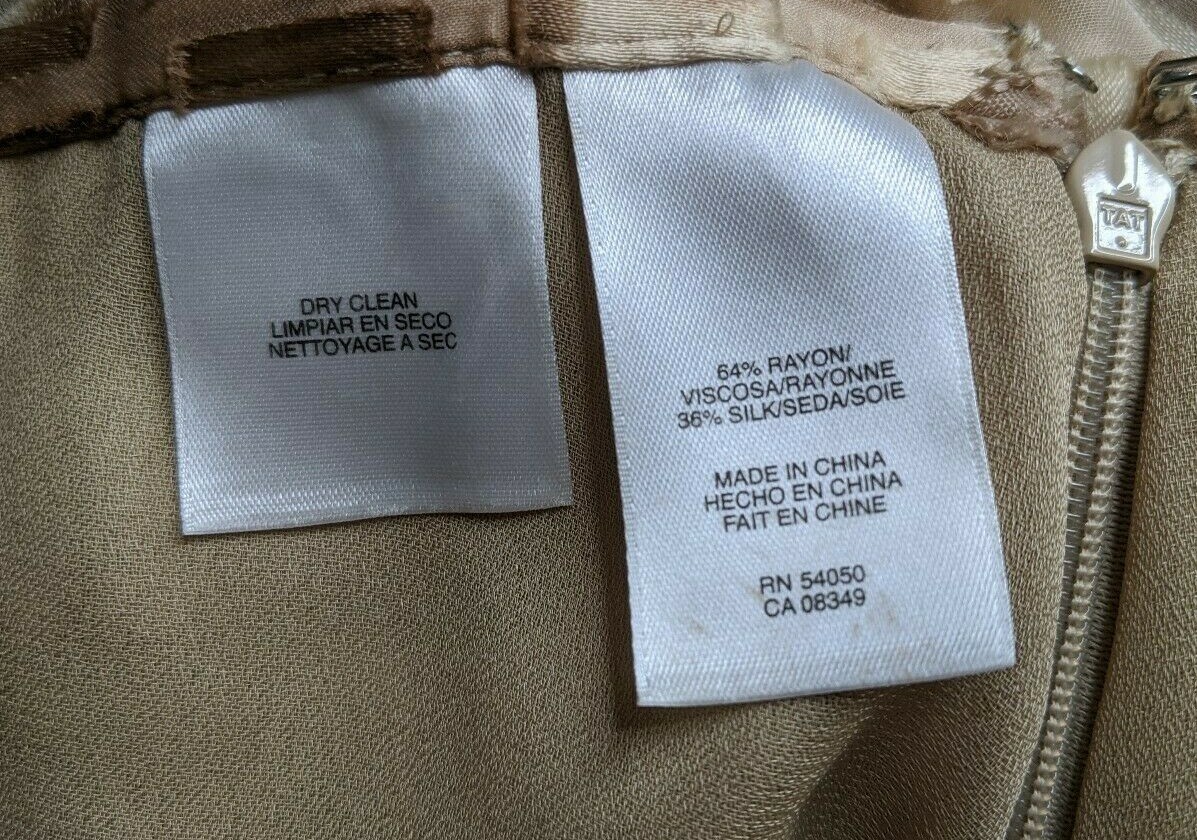 DRY CLEAN
LIMPIAR EN SECO
NETTOYAGE A SEC
64% RAYON/
VISCOSA/RAYONNE
36% SILK/SEDA/SOIE
MADE IN CHINA
HECHO EN CHINA
FAIT EN CHINE
RN 54050
CA 08349
TAT